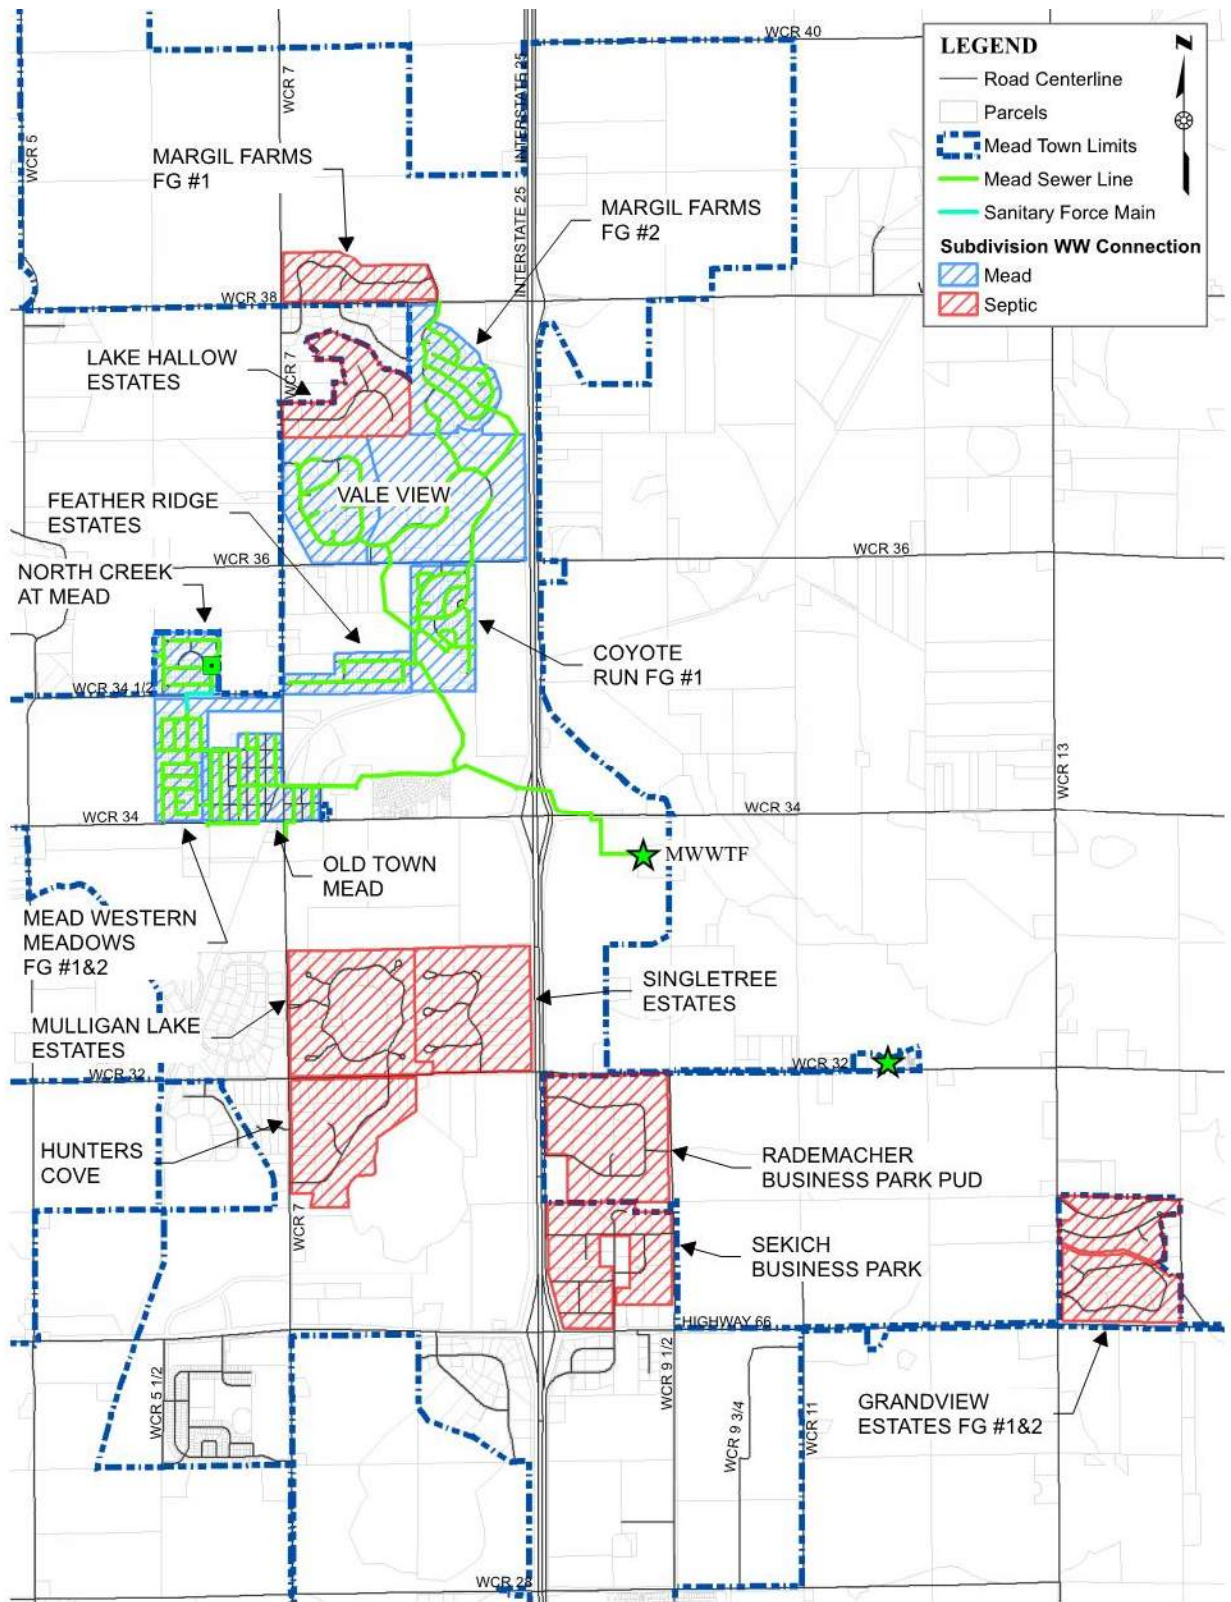 WCR 40
LEGEND
Z
Road Centerline
Parcels
Mead Town Limits
Mead Sewer Line
Sanitary Force Main
Subdivision WW Connection
Mead
Septic
WCR 5
WCR 7
INTERSTATE 25
INTERSTATE 25
MARGIL FARMS
FG #1
MARGIL FARMS
FG #2
WCR 38
LAKE HALLOW
ESTATES
WCR 7
VALE VIEW
FEATHER RIDGE
ESTATES
WCR 36
WCR 36
NORTH CREEK
AT MEAD
COYOTE
RUN FG #1
WCR 34 1/2
WCR 13
WCR 34
WCR 34
MWWTF
OLD TOWN
MEAD
MEAD WESTERN
MEADOWS
FG #1&2
SINGLETREE
ESTATES
MULLIGAN LAKE
ESTATES
WCR 32
WCR 32
HUNTERS
COVE
RADEMACHER
BUSINESS PARK PUD
WCR 7
SEKICH
BUSINESS PARK
HIGHWAY 66
WCR 5 1/2
WCR 9 1/2
WCR 9 3/4
WCR 11
GRANDVIEW
ESTATES FG #1&2
WCR 28